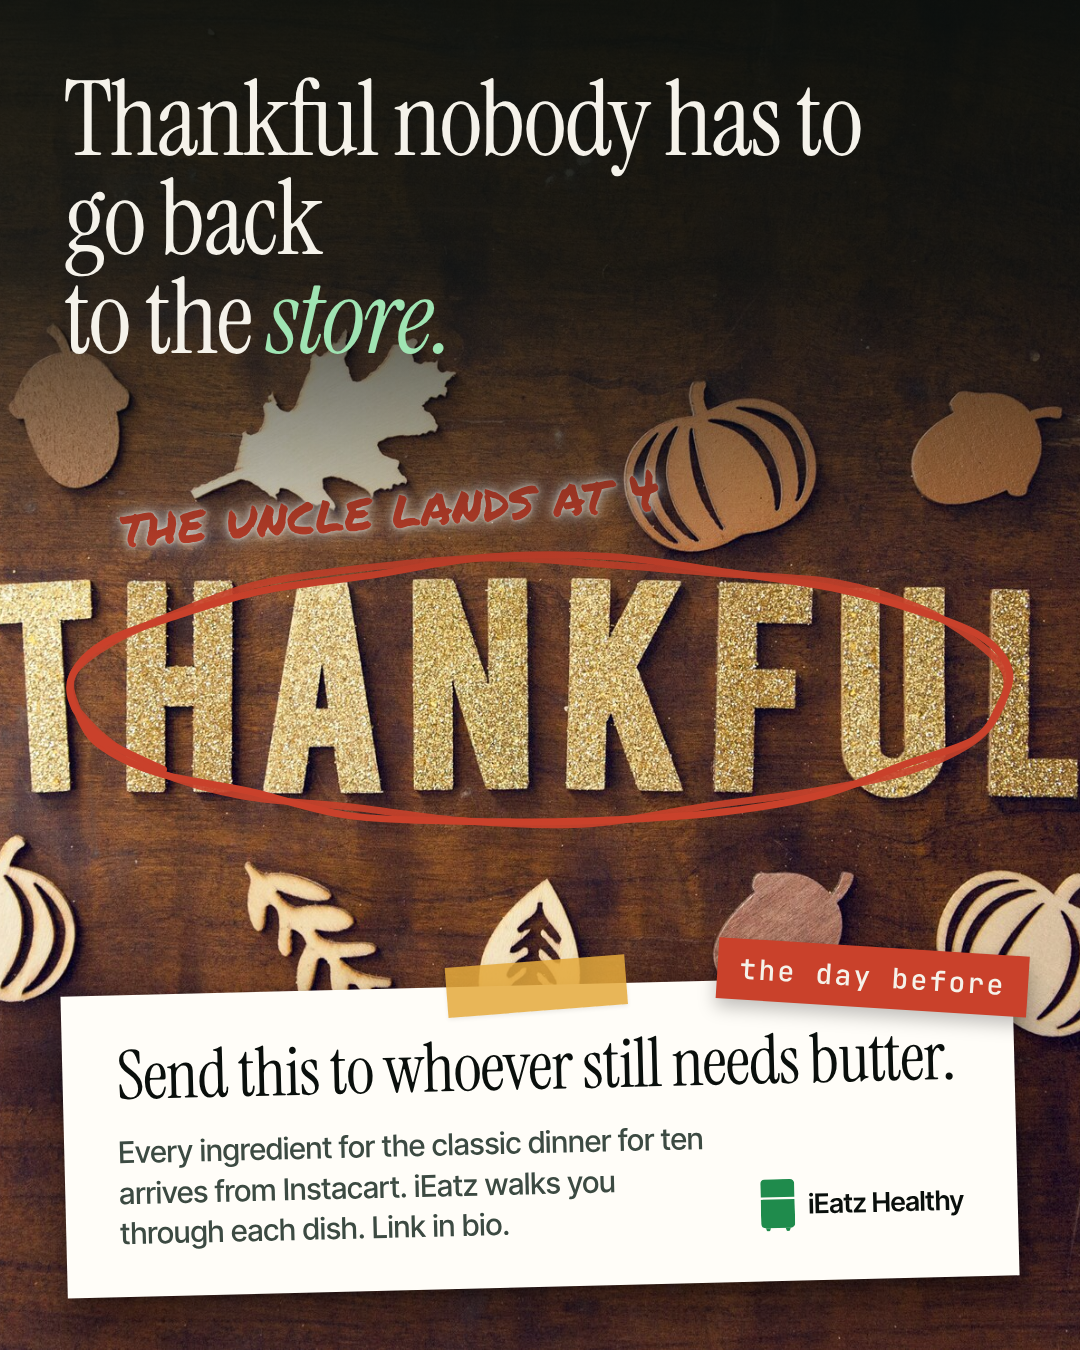 Thankful nobody has to
go back
to the store.
THE UNCLE LANDS AT 4
THANKFUL
the day before
Send this to whoever still needs butter.
Every ingredient for the classic dinner for ten
arrives from Instacart. iEatz walks you
through each dish. Link in bio.
iEatz Healthy